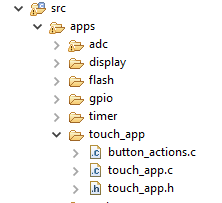 src
apps
adc
display
flash
gpio
timer
touch_app
button_actions.c
touch_app.c
touch_app.h